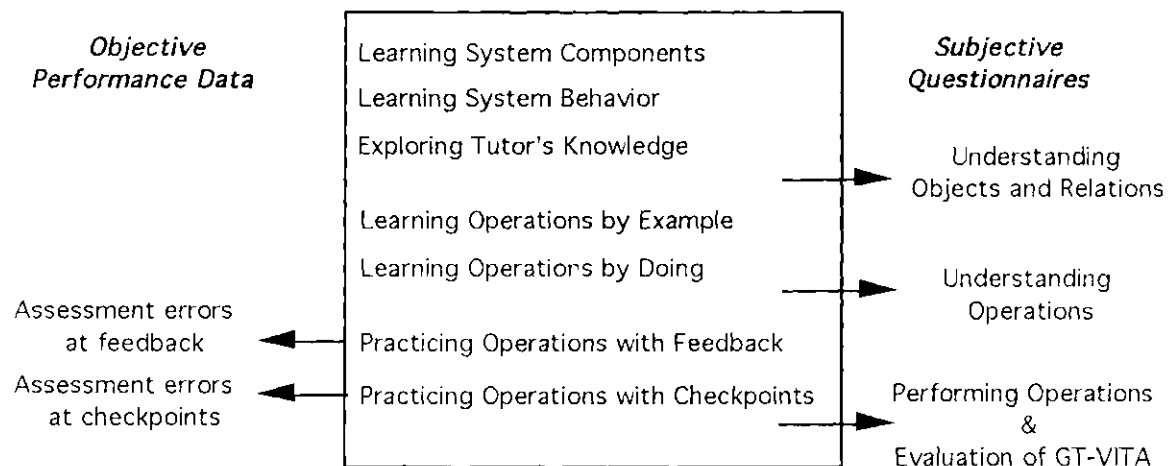 Objective
Performance Data
Learning System Components
Learning System Behavior
Exploring Tutor's Knowledge
Learning Operations by Example
Learning Operations by Doing
Practicing Operations with Feedback
Practicing Operations with Checkpoints
Assessment errors
at feedback
Assessment errors
at checkpoints
Subjective
Questionnaires
Understanding
Objects and Relations
Understanding
Operations
Performing Operations
&
Evaluation of GT-VITA